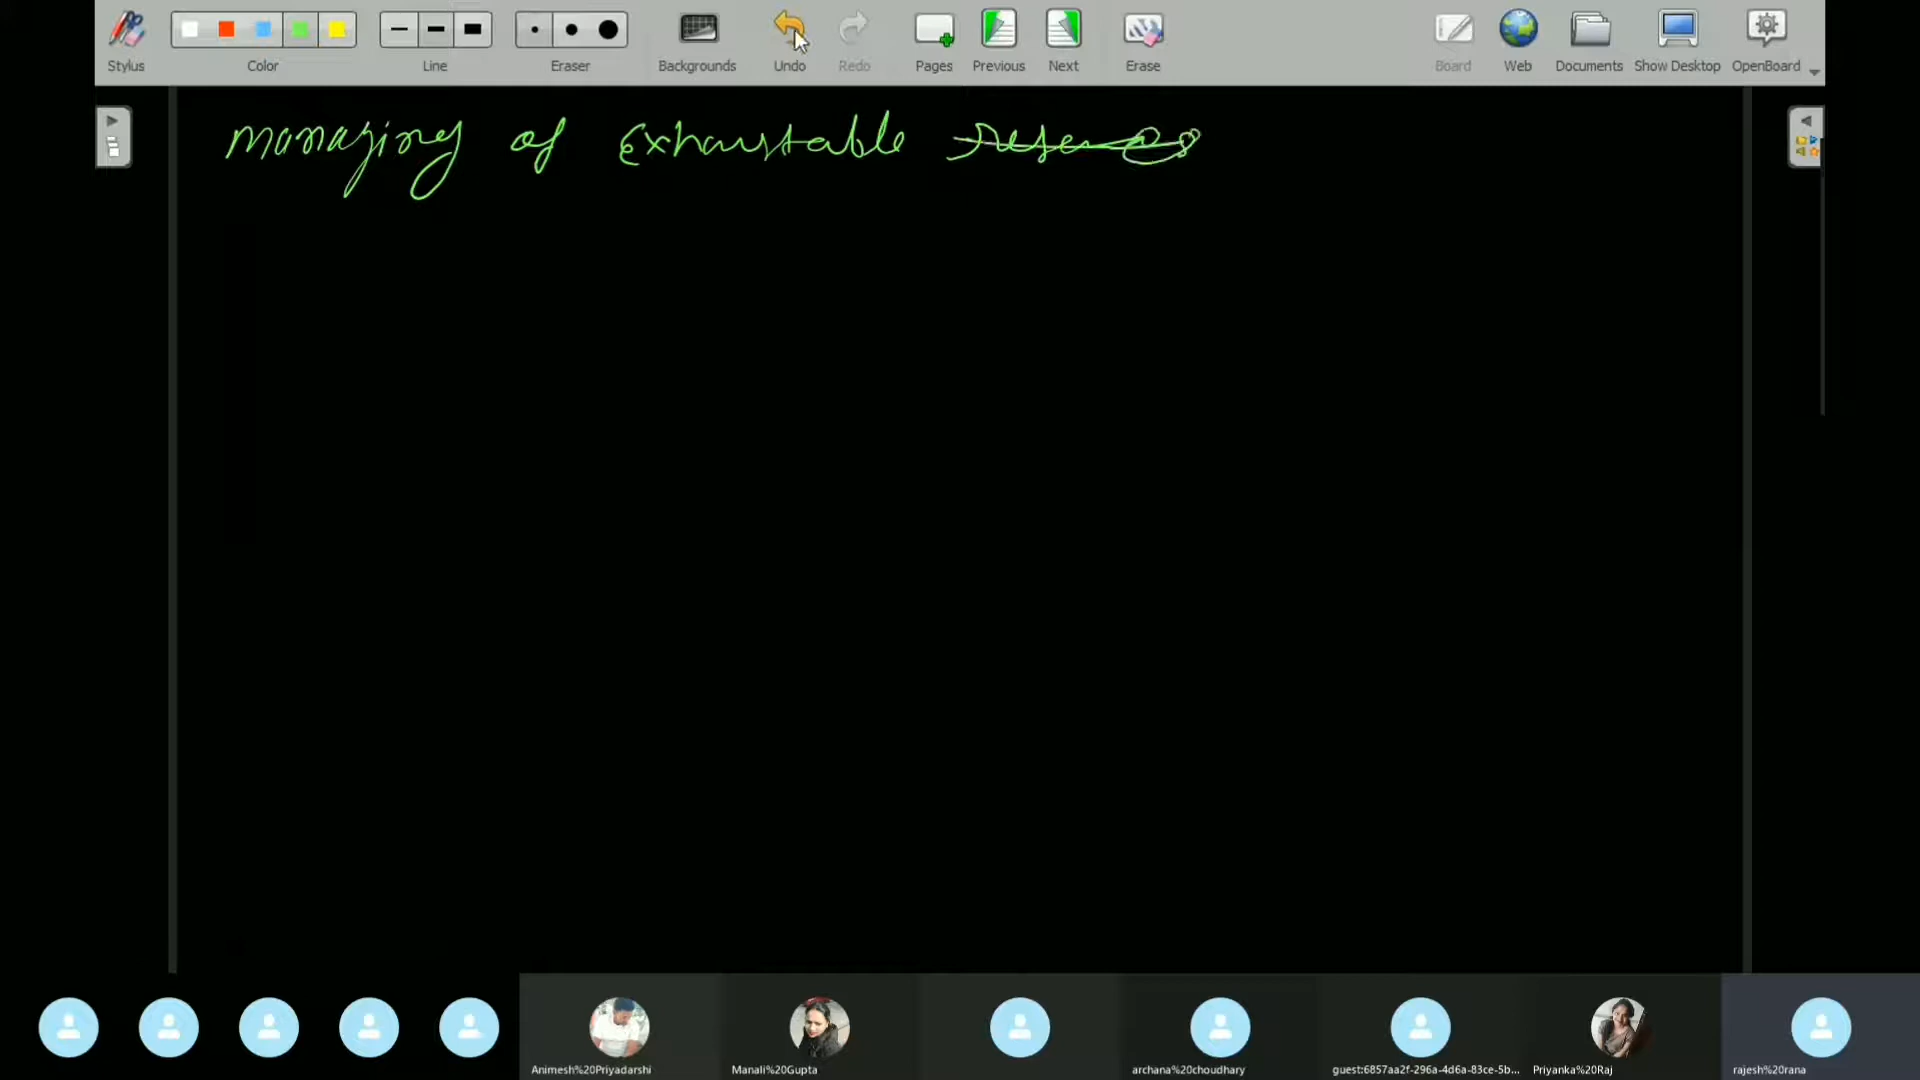 Stylus Color Line Eraser Backgrounds Undo Redo Pages Previous Next Erase Board Web Documents Show Desktop OpenBoard
managing of Exhaustable
Animesh%20Priyadarshi Manali%20Gupta archana%20choudhary guest:6857aa2f-296a-4d6a-83ce-5b... Priyanka%20Raj rajesh%20rana